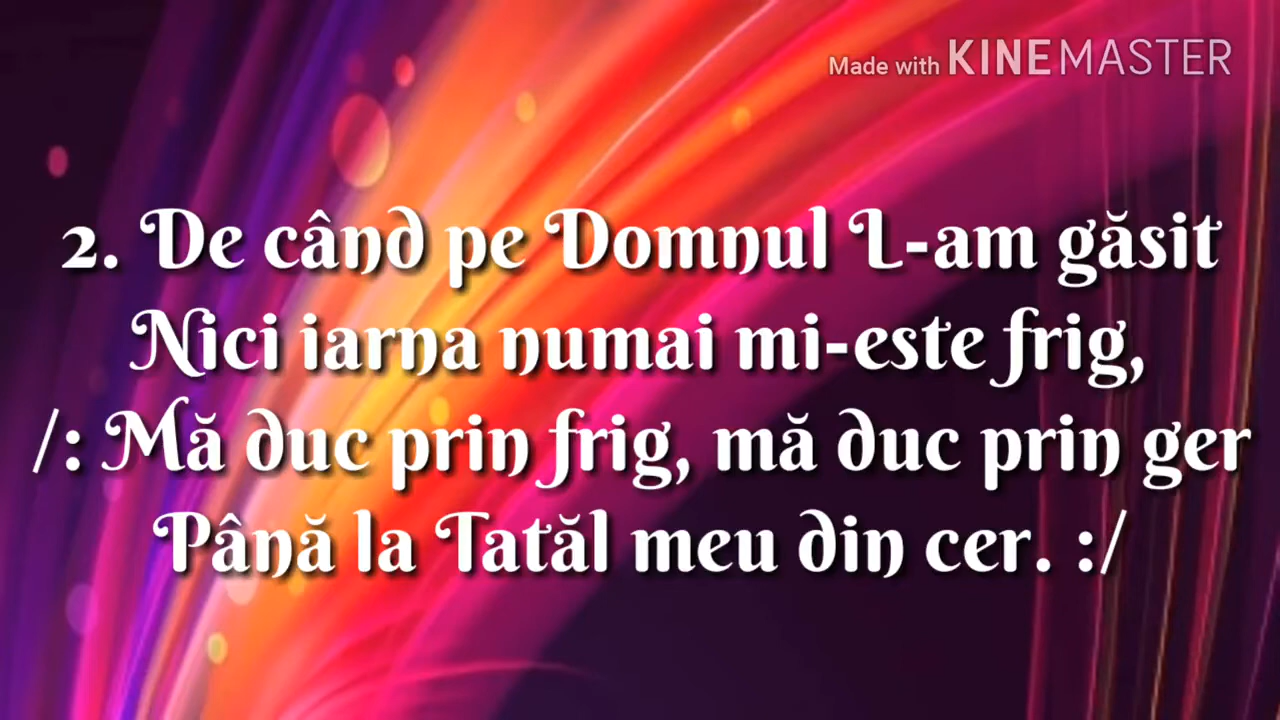 Made with KINEMASTER
2. De când pe Domnul L-am găsit
Nici iarna numai mi-este frig,
/: Mă duc prin frig, mă duc prin ger
Până la Tatăl meu din cer. :/